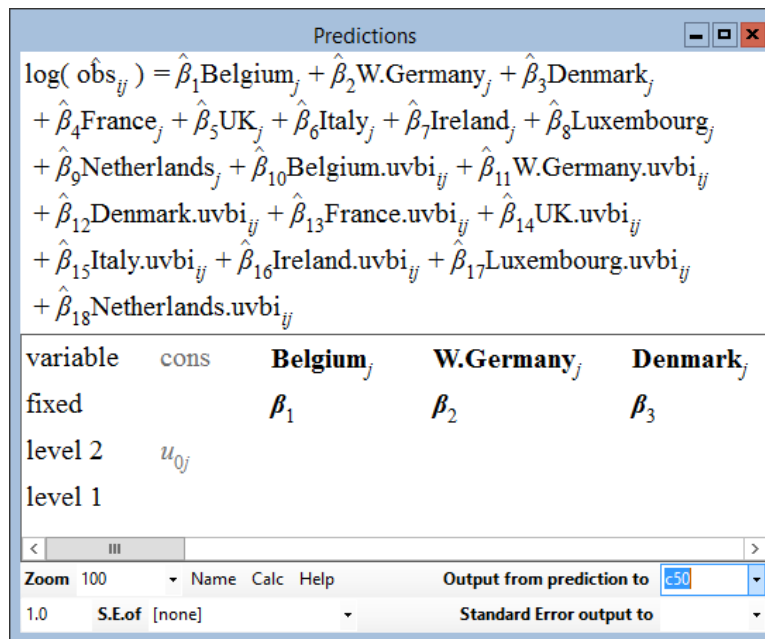 Predictions
log( ôbs_ij ) = β̂_1Belgium_j + β̂_2W.Germany_j + β̂_3Denmark_j
+ β̂_4France_j + β̂_5UK_j + β̂_6Italy_j + β̂_7Ireland_j + β̂_8Luxembourg_j
+ β̂_9Netherlands_j + β̂_10Belgium.uvbi_ij + β̂_11W.Germany.uvbi_ij
+ β̂_12Denmark.uvbi_ij + β̂_13France.uvbi_ij + β̂_14UK.uvbi_ij
+ β̂_15Italy.uvbi_ij + β̂_16Ireland.uvbi_ij + β̂_17Luxembourg.uvbi_ij
+ β̂_18Netherlands.uvbi_ij
variable cons Belgium_j W.Germany_j Denmark_j
fixed β_1 β_2 β_3
level 2 u_0j
level 1
Zoom 100 Name Calc Help Output from prediction to c50
1.0 S.E.of [none] Standard Error output to